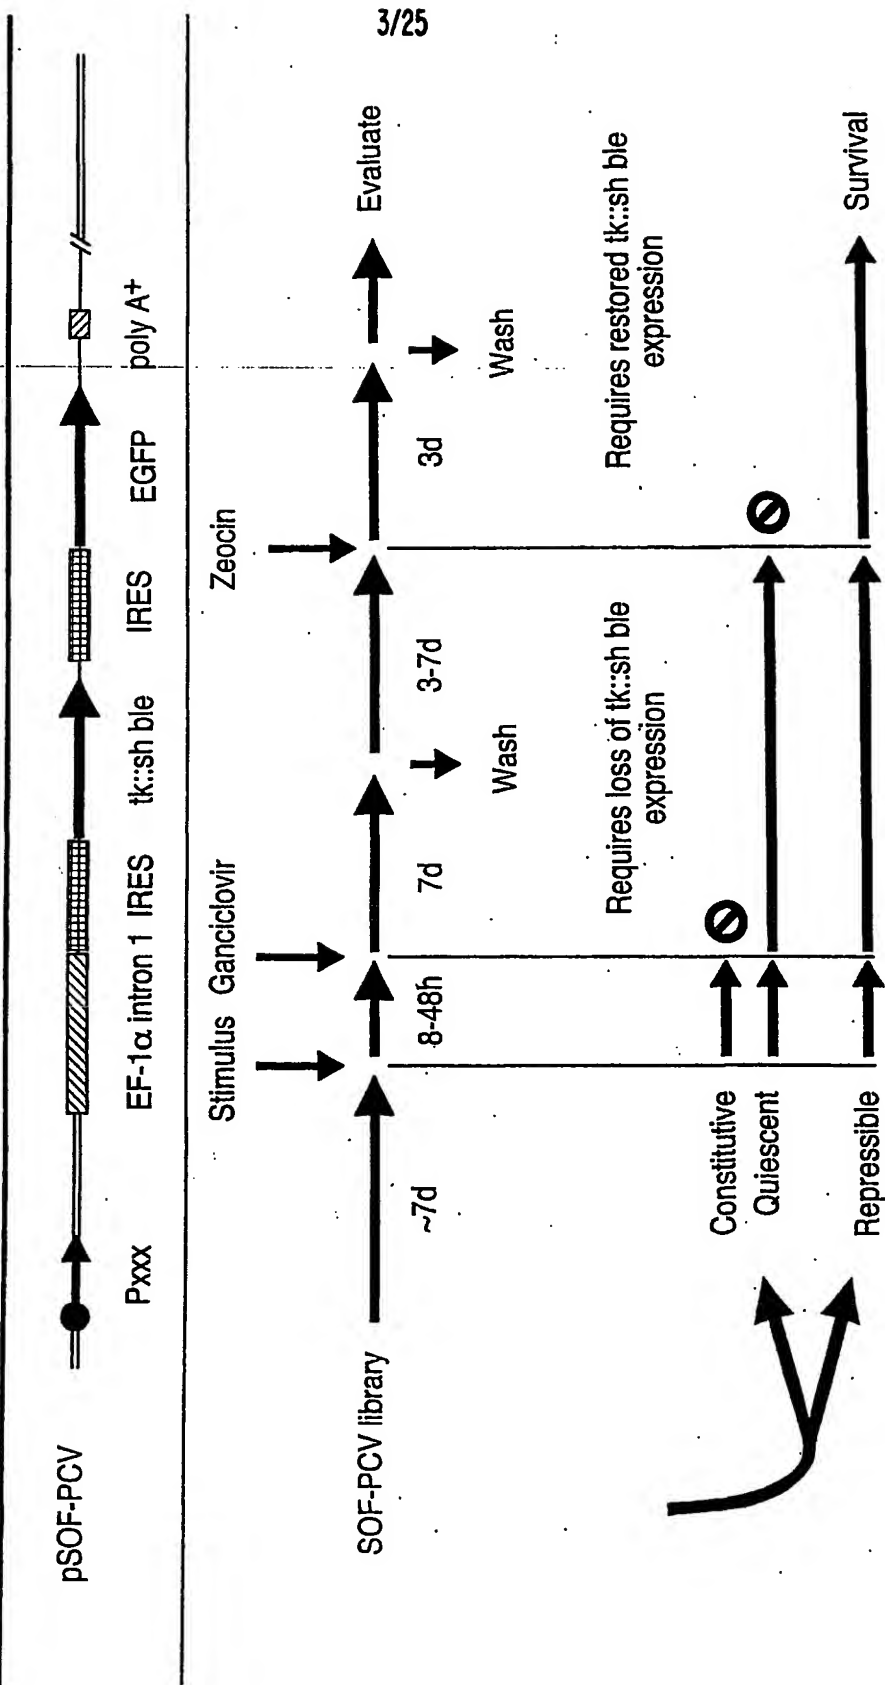 3/25
pSOF-PCV
Pxxx
EF-1α intron 1
IRES
tk::sh ble
IRES
EGFP
poly A+
Stimulus
Ganciclovir
Zeocin
SOF-PCV library
~7d
8-48h
7d
Wash
3-7d
3d
Wash
Evaluate
Requires loss of tk::sh ble
expression
Requires restored tk::sh ble
expression
Constitutive
Quiescent
Repressible
Survival